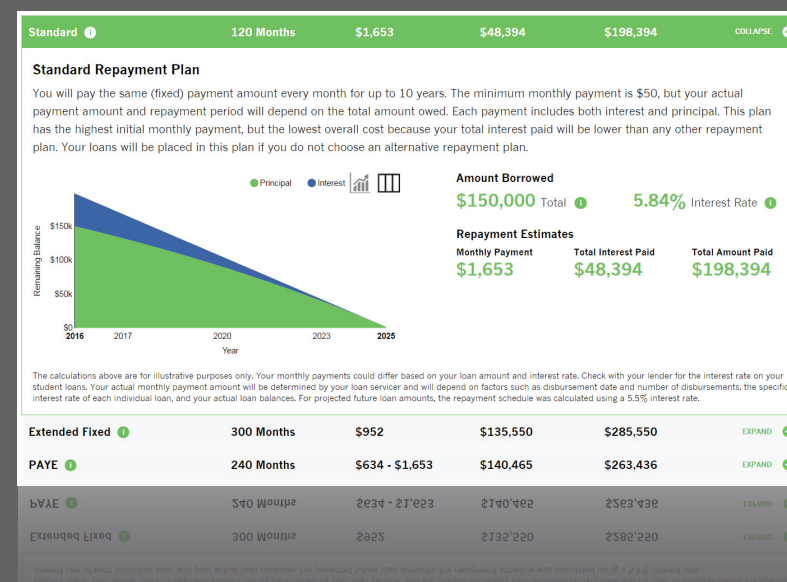 Standard 120 Months $1,653 $48,394 $198,394 COLLAPSE
Standard Repayment Plan
You will pay the same (fixed) payment amount every month for up to 10 years. The minimum monthly payment is $50, but your actual
payment amount and repayment period will depend on the total amount owed. Each payment includes both interest and principal. This plan
has the highest initial monthly payment, but the lowest overall cost because your total interest paid will be lower than any other repayment
plan. Your loans will be placed in this plan if you do not choose an alternative repayment plan.
Principal Interest
Remaining Balance
$150k
$100k
$50k
$0
2016 2017 2020 2023 2025
Year
Amount Borrowed
$150,000 Total 5.84% Interest Rate
Repayment Estimates
Monthly Payment Total Interest Paid Total Amount Paid
$1,653 $48,394 $198,394
The calculations above are for illustrative purposes only. Your monthly payments could differ based on your loan amount and interest rate. Check with your lender for the interest rate on your
student loans. Your actual monthly payment amount will be determined by your loan servicer and will depend on factors such as disbursement date and number of disbursements, the specific
interest rate of each individual loan, and your actual loan balances. For projected future loan amounts, the repayment schedule was calculated using a 5.5% interest rate.
Extended Fixed 300 Months $952 $135,550 $285,550 EXPAND
PAYE 240 Months $634 - $1,653 $140,465 $263,436 EXPAND